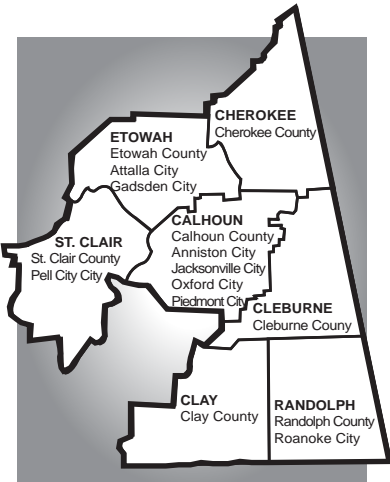 CHEROKEE
Cherokee County
ETOWAH
Etowah County
Attalla City
Gadsden City
CALHOUN
Calhoun County
Anniston City
Jacksonville City
Oxford City
Piedmont City
ST. CLAIR
St. Clair County
Pell City City
CLEBURNE
Cleburne Couny
CLAY
Clay County
RANDOLPH
Randolph County
Roanoke City